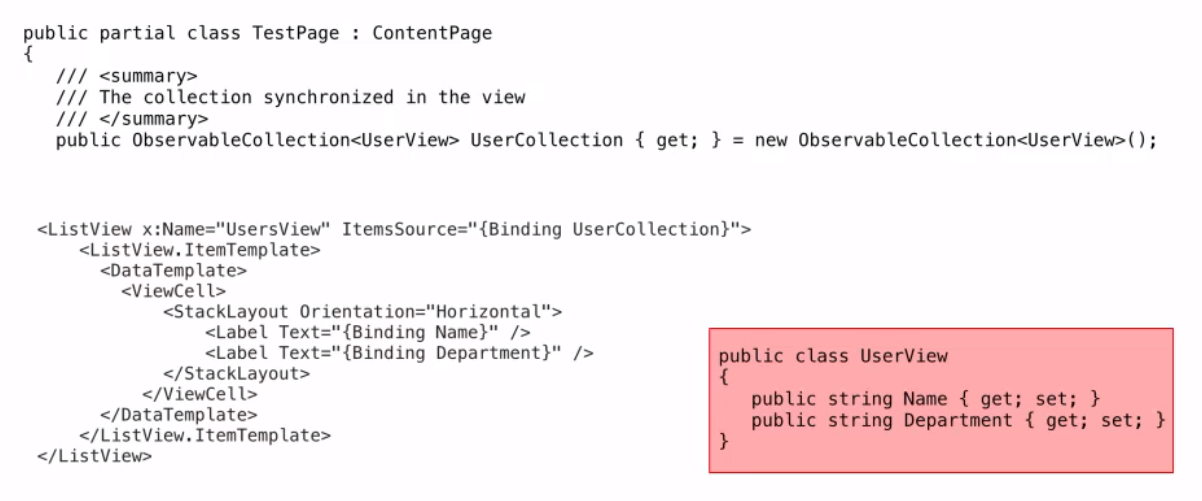 public partial class TestPage : ContentPage
{
/// <summary>
/// The collection synchronized in the view
/// </summary>
public ObservableCollection<UserView> UserCollection { get; } = new ObservableCollection<UserView>();
<ListView x:Name="UsersView" ItemsSource="{Binding UserCollection}">
<ListView.ItemTemplate>
<DataTemplate>
<ViewCell>
<StackLayout Orientation="Horizontal">
<Label Text="{Binding Name}" />
<Label Text="{Binding Department}" />
</StackLayout>
</ViewCell>
</DataTemplate>
</ListView.ItemTemplate>
</ListView>
public class UserView
{
public string Name { get; set; }
public string Department { get; set; }
}